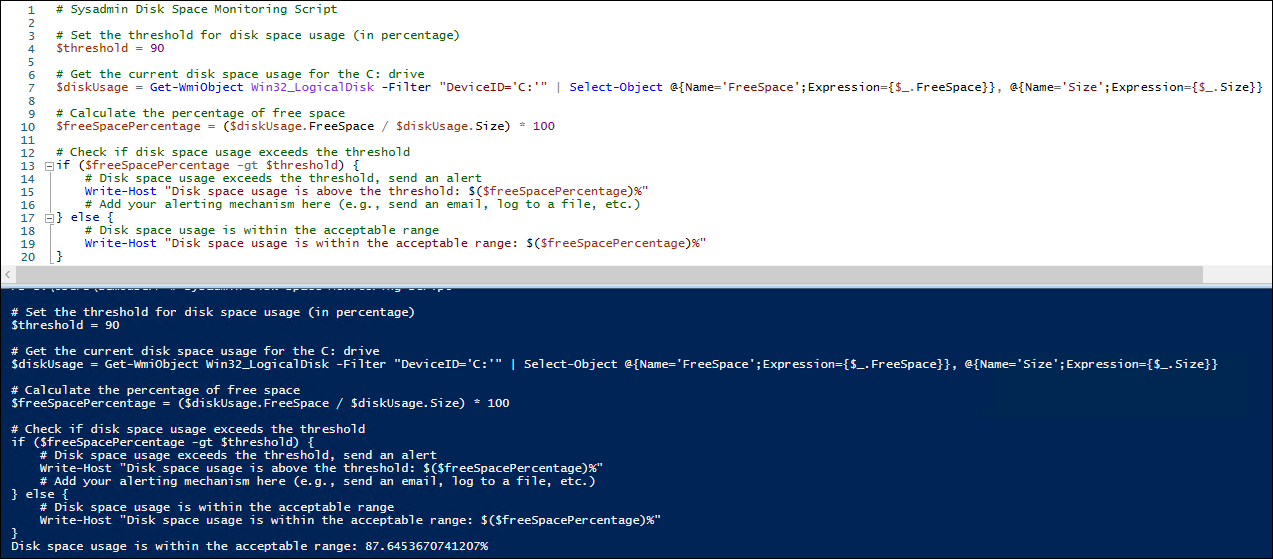 1 # Sysadmin Disk Space Monitoring Script
2
3 # Set the threshold for disk space usage (in percentage)
4 $threshold = 90
5
6 # Get the current disk space usage for the C: drive
7 $diskUsage = Get-WmiObject Win32_LogicalDisk -Filter "DeviceID='C:'" | Select-Object @{Name='FreeSpace';Expression={$_.FreeSpace}}, @{Name='Size';Expression={$_.Size}}
8
9 # Calculate the percentage of free space
10 $freeSpacePercentage = ($diskUsage.FreeSpace / $diskUsage.Size) * 100
11
12 # Check if disk space usage exceeds the threshold
13 if ($freeSpacePercentage -gt $threshold) {
14 # Disk space usage exceeds the threshold, send an alert
15 Write-Host "Disk space usage is above the threshold: $($freeSpacePercentage)%"
16 # Add your alerting mechanism here (e.g., send an email, log to a file, etc.)
17 } else {
18 # Disk space usage is within the acceptable range
19 Write-Host "Disk space usage is within the acceptable range: $($freeSpacePercentage)%"
20 }
# Set the threshold for disk space usage (in percentage)
$threshold = 90
# Get the current disk space usage for the C: drive
$diskUsage = Get-WmiObject Win32_LogicalDisk -Filter "DeviceID='C:'" | Select-Object @{Name='FreeSpace';Expression={$_.FreeSpace}}, @{Name='Size';Expression={$_.Size}}
# Calculate the percentage of free space
$freeSpacePercentage = ($diskUsage.FreeSpace / $diskUsage.Size) * 100
# Check if disk space usage exceeds the threshold
if ($freeSpacePercentage -gt $threshold) {
# Disk space usage exceeds the threshold, send an alert
Write-Host "Disk space usage is above the threshold: $($freeSpacePercentage)%"
# Add your alerting mechanism here (e.g., send an email, log to a file, etc.)
} else {
# Disk space usage is within the acceptable range
Write-Host "Disk space usage is within the acceptable range: $($freeSpacePercentage)%"
}
Disk space usage is within the acceptable range: 87.6453670741207%